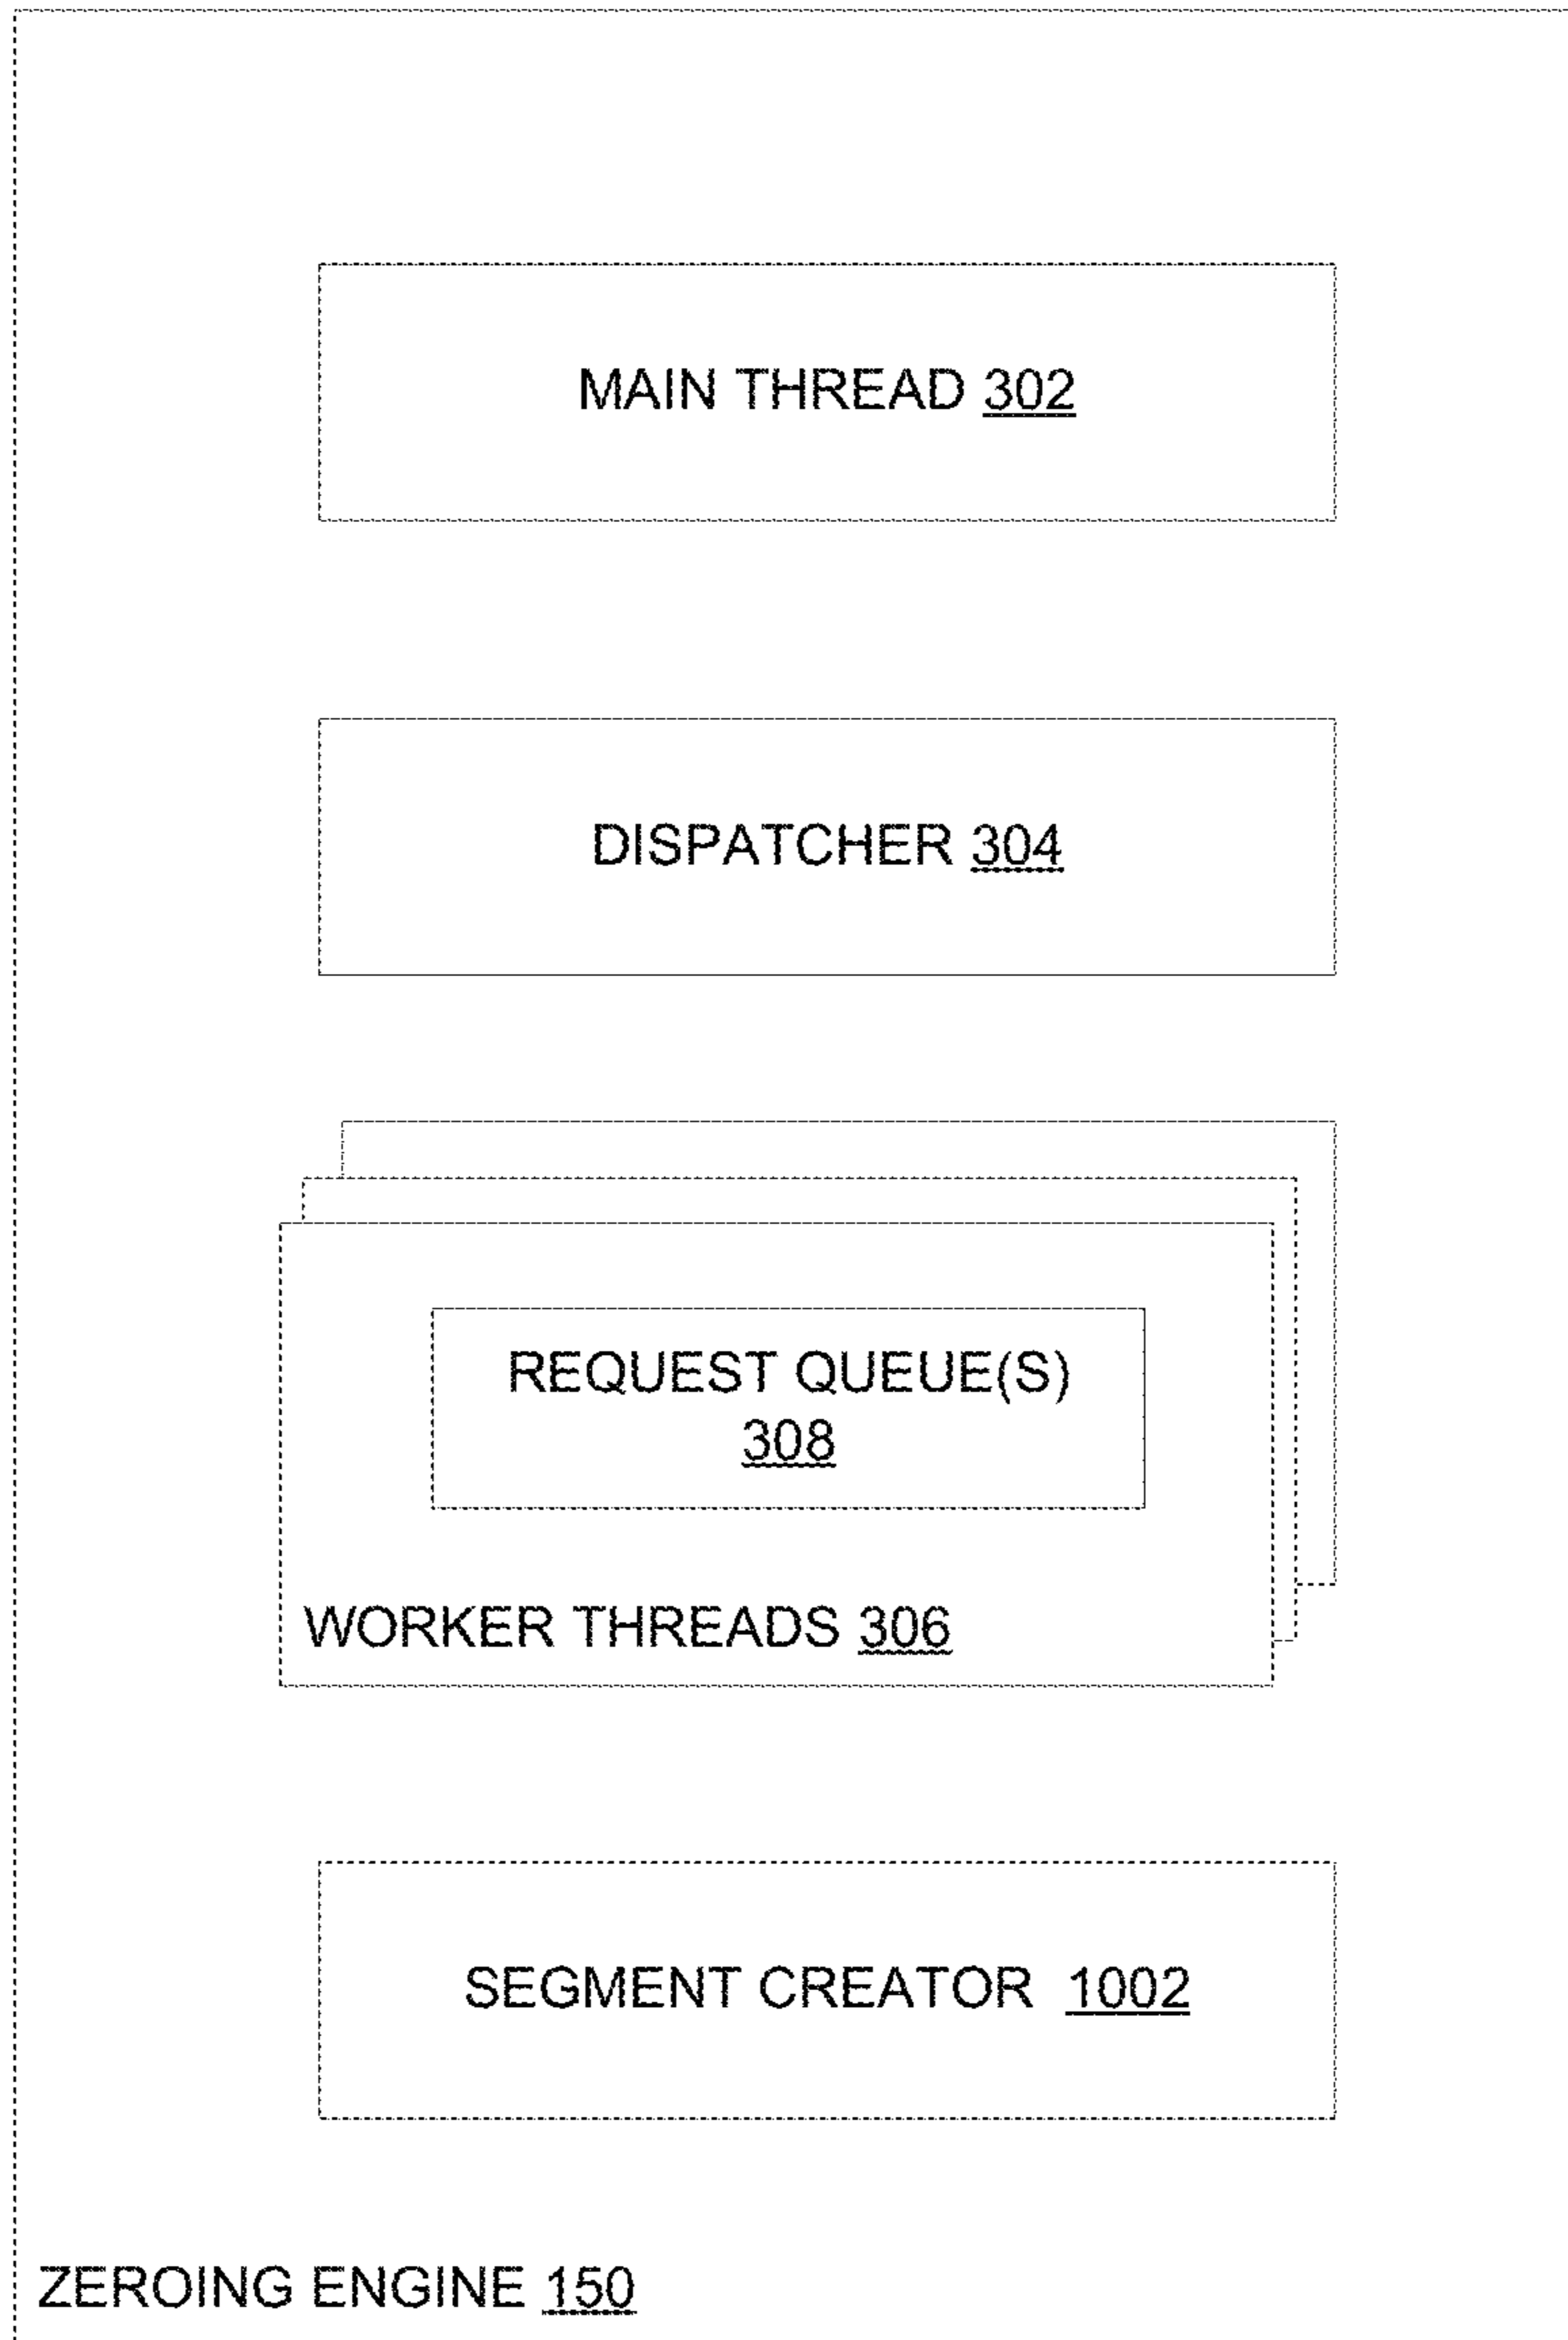 MAIN THREAD 302
DISPATCHER 304
REQUEST QUEUE(S)
308
WORKER THREADS 306
SEGMENT CREATOR 1002
ZEROING ENGINE 150